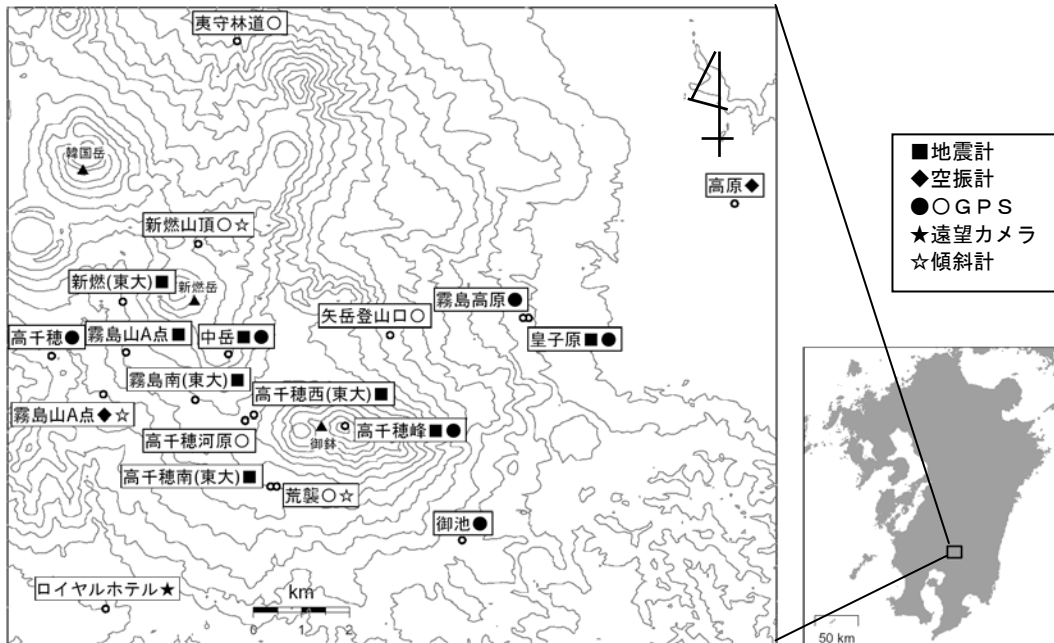 夷守林道○
韓国岳
高原◆
新燃山頂○☆
新燃(東大)■
新燃岳
霧島高原●
矢岳登山口○
高千穂●
霧島山A点■
中岳■●
皇子原■●
霧島南(東大)■
高千穂西(東大)■
霧島山A点◆☆
高千穂河原○
御鉢
高千穂峰■●
高千穂南(東大)■
荒襲○☆
御池●
ロイヤルホテル★
km
0 1 2
■地震計
◆空振計
●○GPS
★遠望カメラ
☆傾斜計
50 km